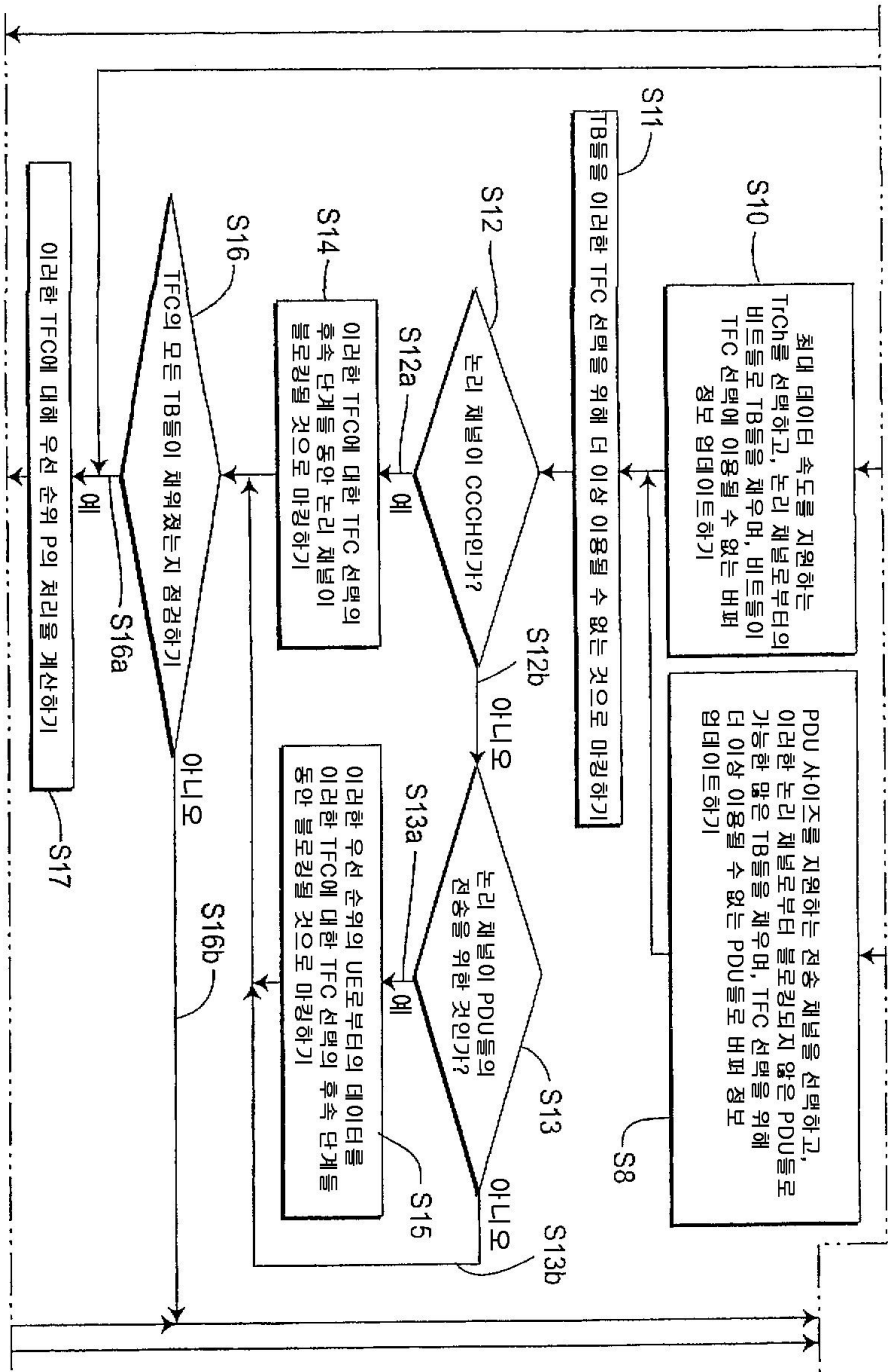 S10
최대 데이터 속도를 지원하는
TrCh를 선택하고, 논리 채널로부터의
비트들로 TB들을 채우며, 비트들이
TFC 선택에 이용될 수 없는 버퍼
정보 업데이트하기
PDU 사이즈를 지원하는 전송 채널을 선택하고,
이러한 논리 채널로부터 블로킹되지 않은 PDU들로
가능한 많은 TB들을 채우며, TFC 선택을 위해
더 이상 이용될 수 없는 PDU들로 버퍼 정보
업데이트하기
S8
S11
TB들을 이러한 TFC 선택을 위해 더 이상 이용될 수 없는 것으로 마킹하기
S12
논리 채널이 CCCH인가?
S12b
아니오
S12a
예
논리 채널이 PDU들의
전송을 위한 것인가?
S13
아니오
S13b
S13a
예
S14
이러한 TFC에 대한 TFC 선택의
후속 단계들 동안 논리 채널이
블로킹될 것으로 마킹하기
이러한 우선 순위의 UE로부터의 데이터를
이러한 TFC에 대한 TFC 선택의 후속 단계들
동안 블로킹될 것으로 마킹하기
S15
S16
TFC의 모든 TB들이 채워졌는지 점검하기
아니오
S16b
S16a
예
이러한 TFC에 대해 우선 순위 P의 처리율 계산하기
S17